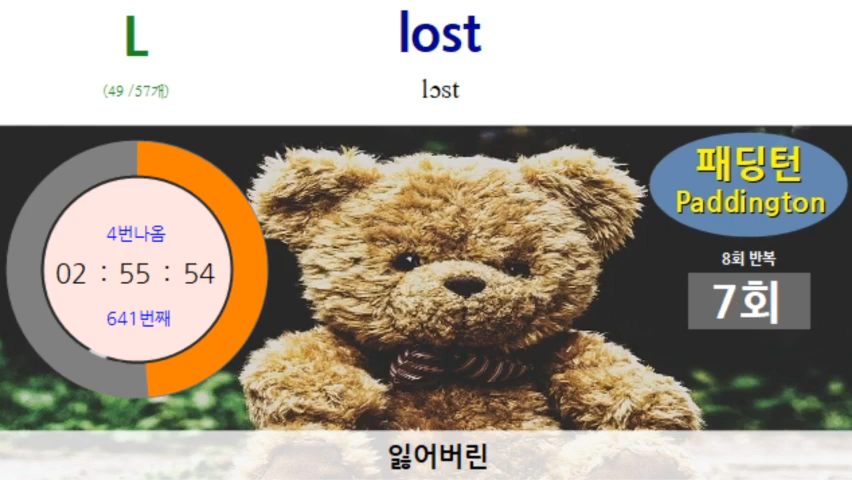 L
lost
(49 /57개)
lɔst
패딩턴
Paddington
4번나옴
02 : 55 : 54
641번째
8회 반복
7회
잃어버린